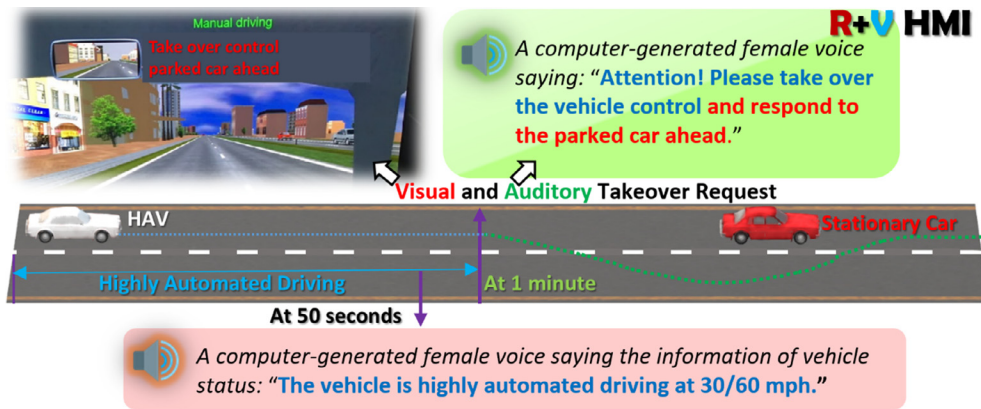 Manual driving
Take over control
parked car ahead
R+V HMI
A computer-generated female voice
saying: “Attention! Please take over
the vehicle control and respond to
the parked car ahead.”
Visual and Auditory Takeover Request
HAV
Stationary Car
Highly Automated Driving
At 1 minute
At 50 seconds
A computer-generated female voice saying the information of vehicle
status: “The vehicle is highly automated driving at 30/60 mph.”